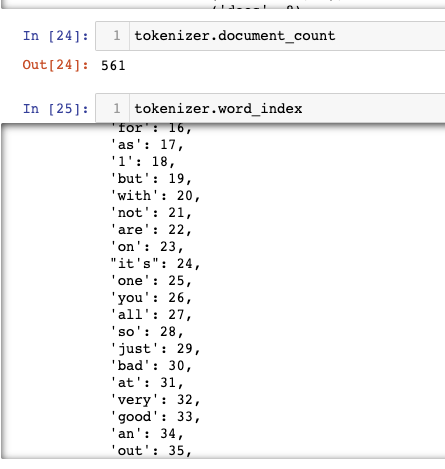 In [24]: 1 tokenizer.document_count
Out[24]: 561
In [25]: 1 tokenizer.word_index
'for': 16,
'as': 17,
'1': 18,
'but': 19,
'with': 20,
'not': 21,
'are': 22,
'on': 23,
"it's": 24,
'one': 25,
'you': 26,
'all': 27,
'so': 28,
'just': 29,
'bad': 30,
'at': 31,
'very': 32,
'good': 33,
'an': 34,
'out': 35,